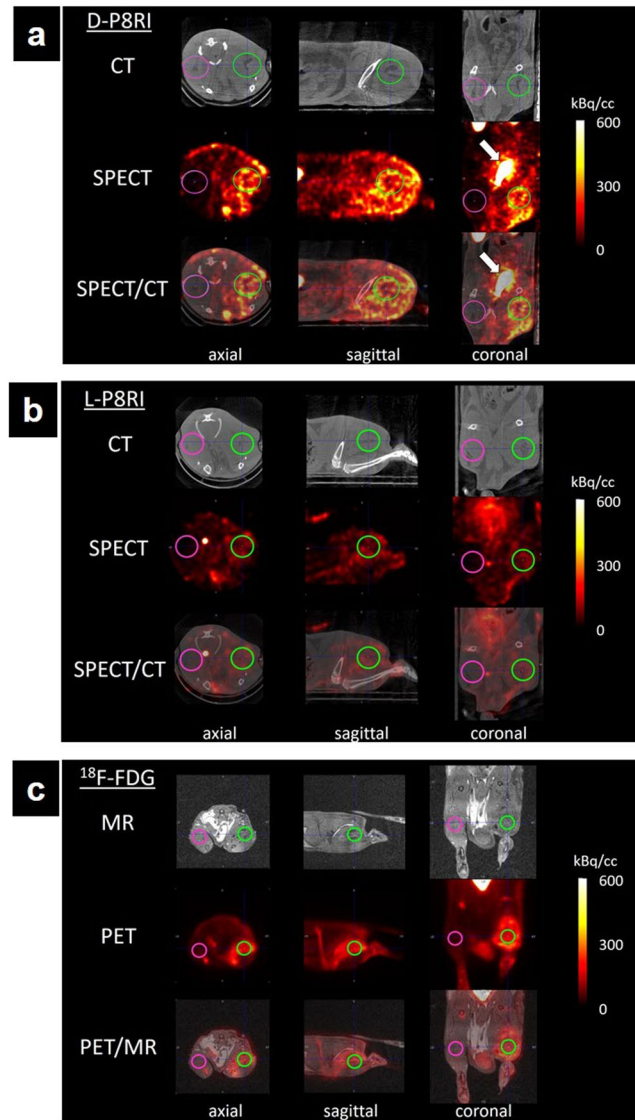 a
D-P8RI
CT
SPECT
SPECT/CT
axial
sagittal
coronal
kBq/cc
600
300
0
b
L-P8RI
CT
SPECT
SPECT/CT
axial
sagittal
coronal
kBq/cc
600
300
0
c
¹⁸F-FDG
MR
PET
PET/MR
axial
sagittal
coronal
kBq/cc
600
300
0